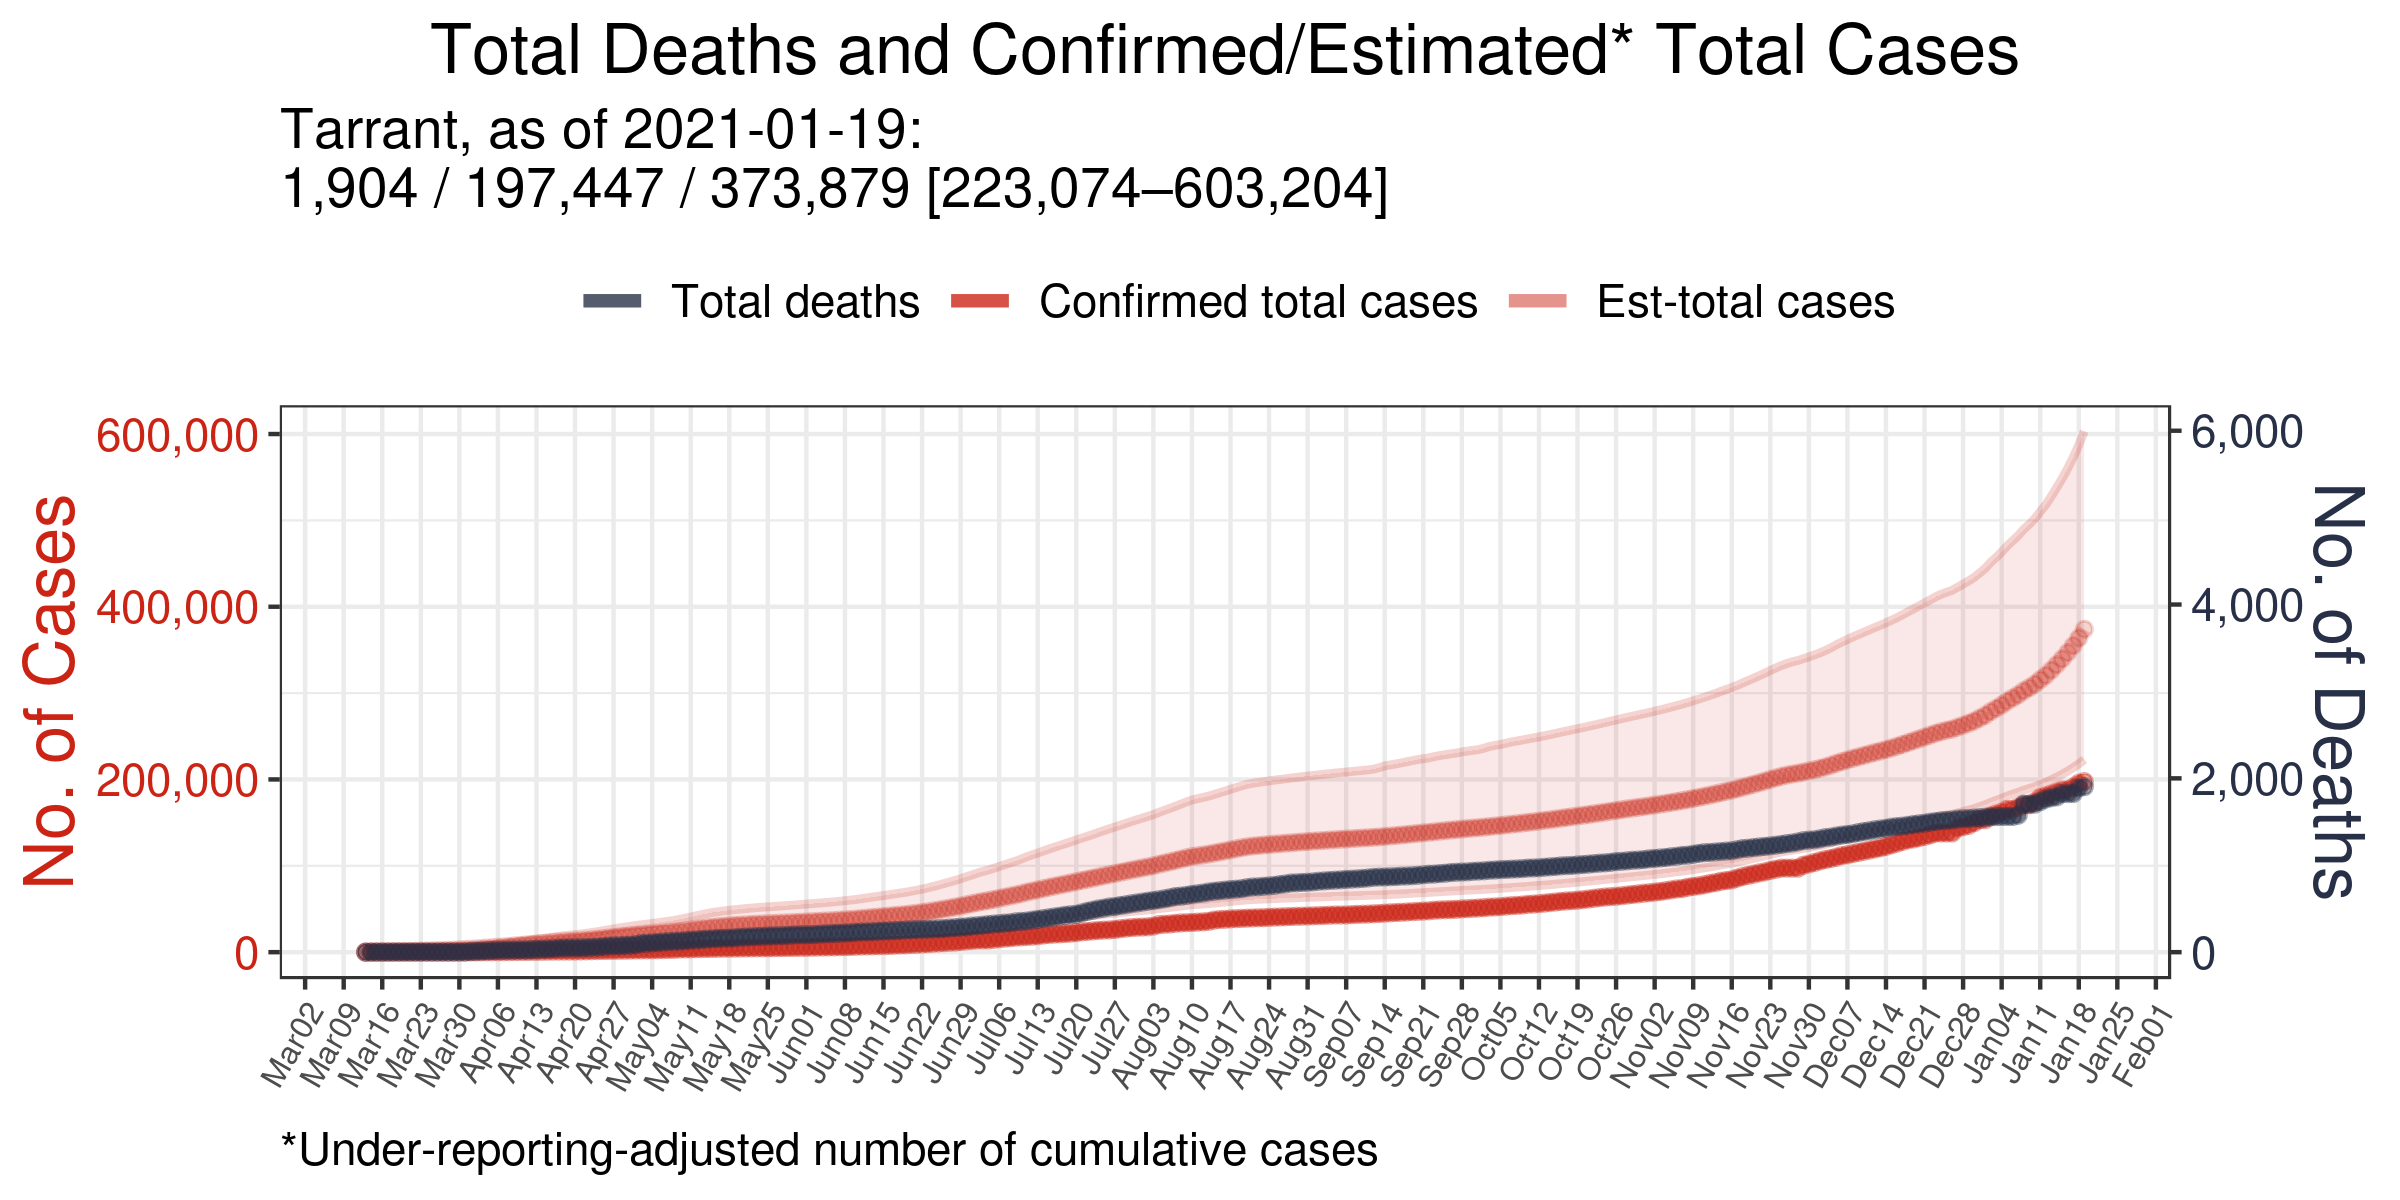 Total Deaths and Confirmed/Estimated* Total Cases
Tarrant, as of 2021-01-19:
1,904 / 197,447 / 373,879 [223,074–603,204]
Total deaths
Confirmed total cases
Est-total cases
No. of Cases
600,000
400,000
200,000
0
6,000
4,000
2,000
0
No. of Deaths
Mar02
Mar09
Mar16
Mar23
Mar30
Apr06
Apr13
Apr20
Apr27
May04
May11
May18
May25
Jun01
Jun08
Jun15
Jun22
Jun29
Jul06
Jul13
Jul20
Jul27
Aug03
Aug10
Aug17
Aug24
Aug31
Sep07
Sep14
Sep21
Sep28
Oct05
Oct12
Oct19
Oct26
Nov02
Nov09
Nov16
Nov23
Nov30
Dec07
Dec14
Dec21
Dec28
Jan04
Jan11
Jan18
Jan25
Feb01
*Under-reporting-adjusted number of cumulative cases